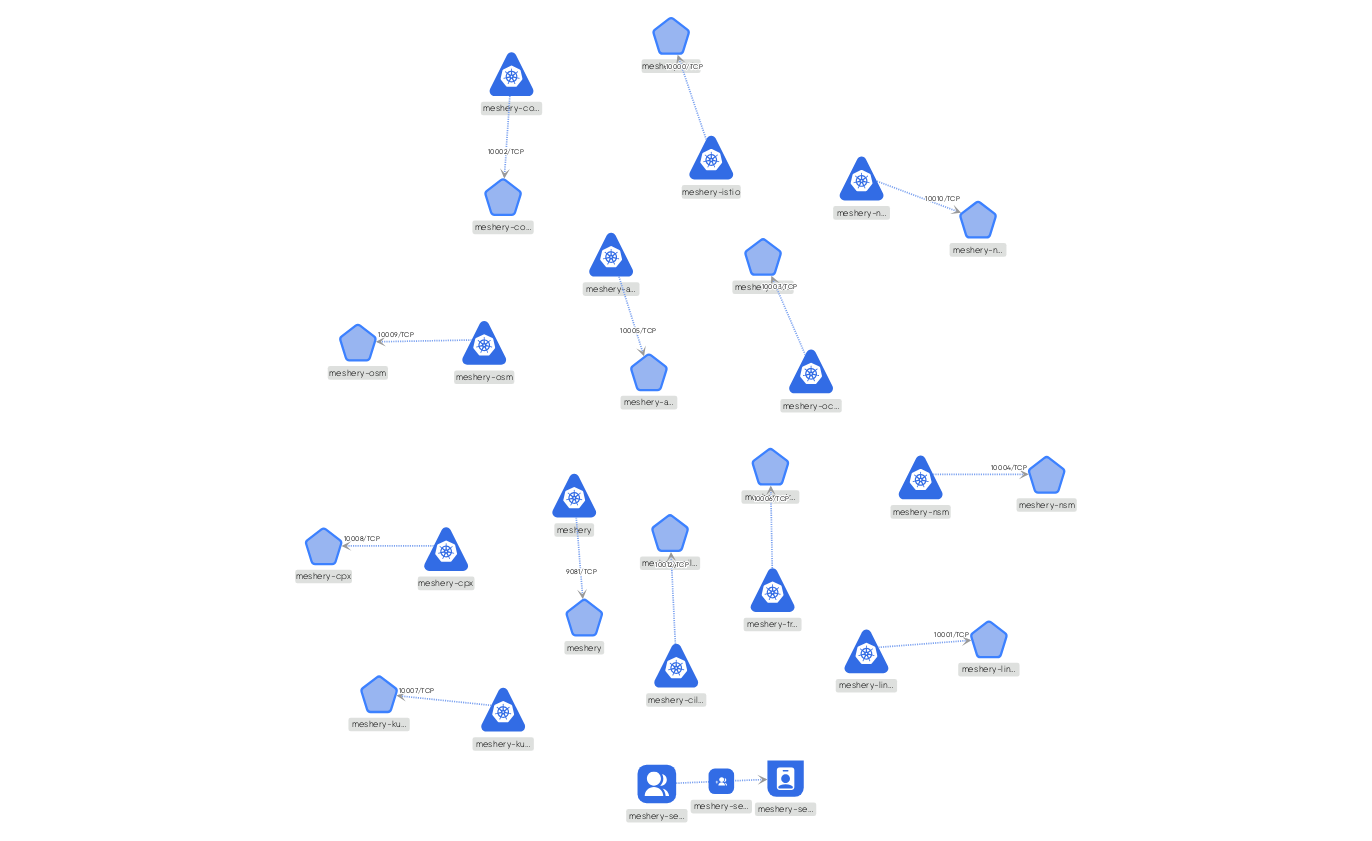 10000/TCP
meshery-co...
10002/TCP
meshery-co...
meshery-istio
meshery-n...
10010/TCP
meshery-n...
meshery-a...
10003/TCP
10005/TCP
meshery-a...
10009/TCP
meshery-osm
meshery-osm
meshery-oc...
10004/TCP
meshery-nsm
meshery-nsm
10006/TCP
meshery
10008/TCP
meshery-cpx
meshery-cpx
10012/TCP
9081/TCP
meshery
meshery-tr...
10001/TCP
meshery-lin...
meshery-lin...
10007/TCP
meshery-ku...
meshery-ku...
meshery-cil...
meshery-se...
meshery-se...
meshery-se...